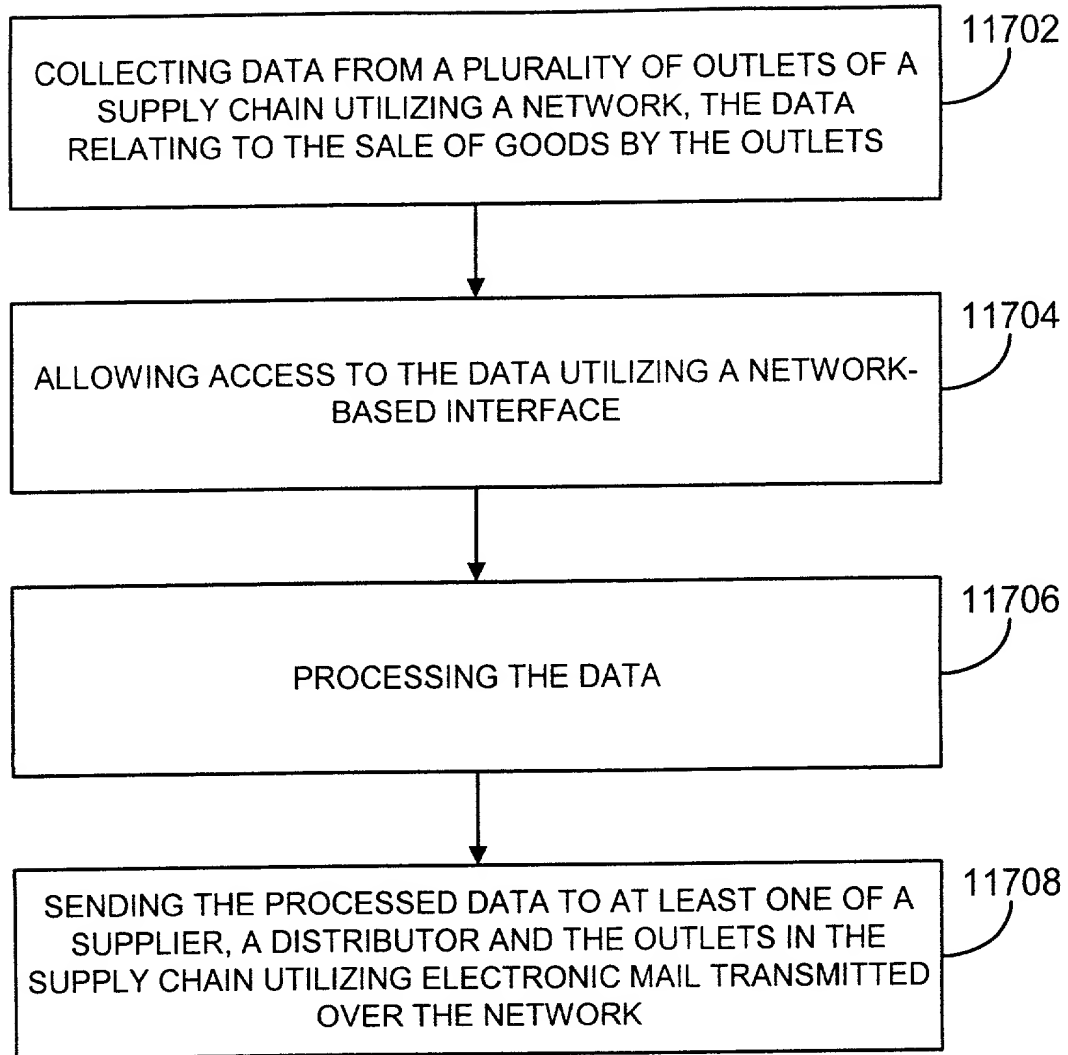 11702
COLLECTING DATA FROM A PLURALITY OF OUTLETS OF A
SUPPLY CHAIN UTILIZING A NETWORK, THE DATA
RELATING TO THE SALE OF GOODS BY THE OUTLETS
11704
ALLOWING ACCESS TO THE DATA UTILIZING A NETWORK-
BASED INTERFACE
11706
PROCESSING THE DATA
11708
SENDING THE PROCESSED DATA TO AT LEAST ONE OF A
SUPPLIER, A DISTRIBUTOR AND THE OUTLETS IN THE
SUPPLY CHAIN UTILIZING ELECTRONIC MAIL TRANSMITTED
OVER THE NETWORK